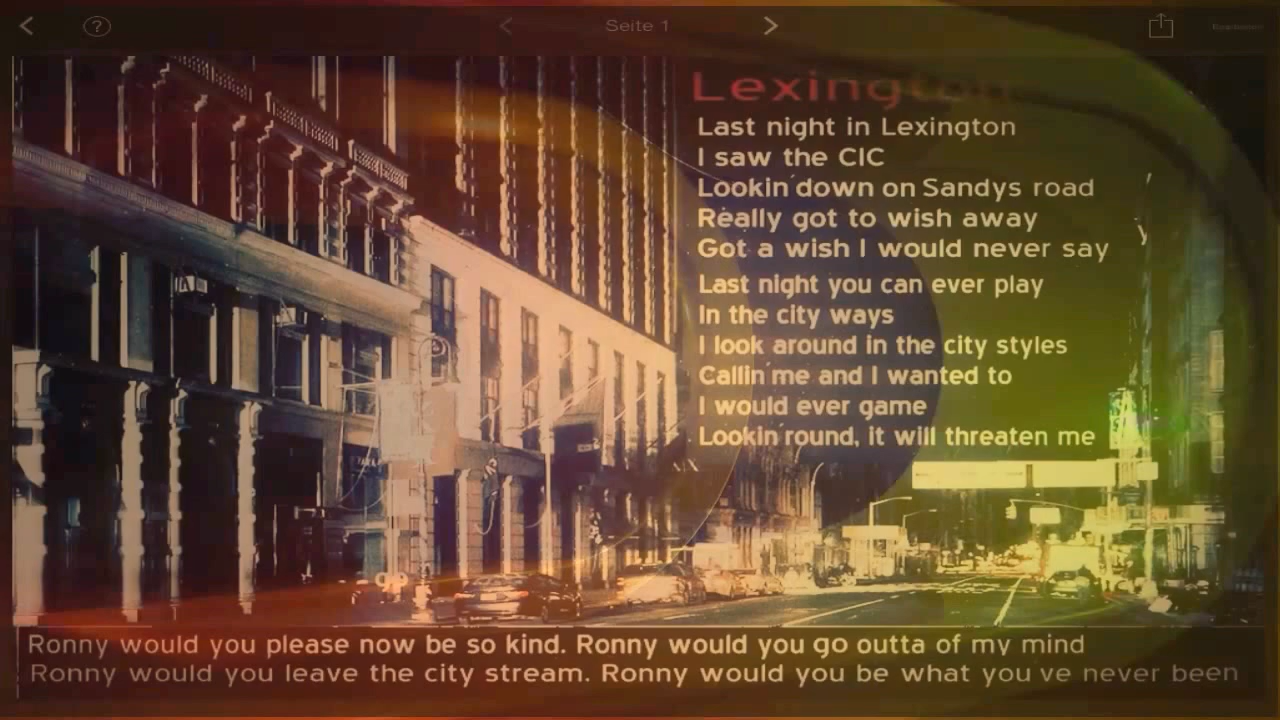 ?
Seite 1
Lexington
Last night in Lexington
I saw the CIC
Lookin´down on Sandys road
Really got to wish away
Got a wish I would never say
Last night you can ever play
In the city ways
I look around in the city styles
Callin´me and I wanted to
I would ever game
Lookin´round, it will threaten me
Ronny would you please now be so kind. Ronny would you go outta of my mind
Ronny would you leave the city stream. Ronny would you be what you´ve never been